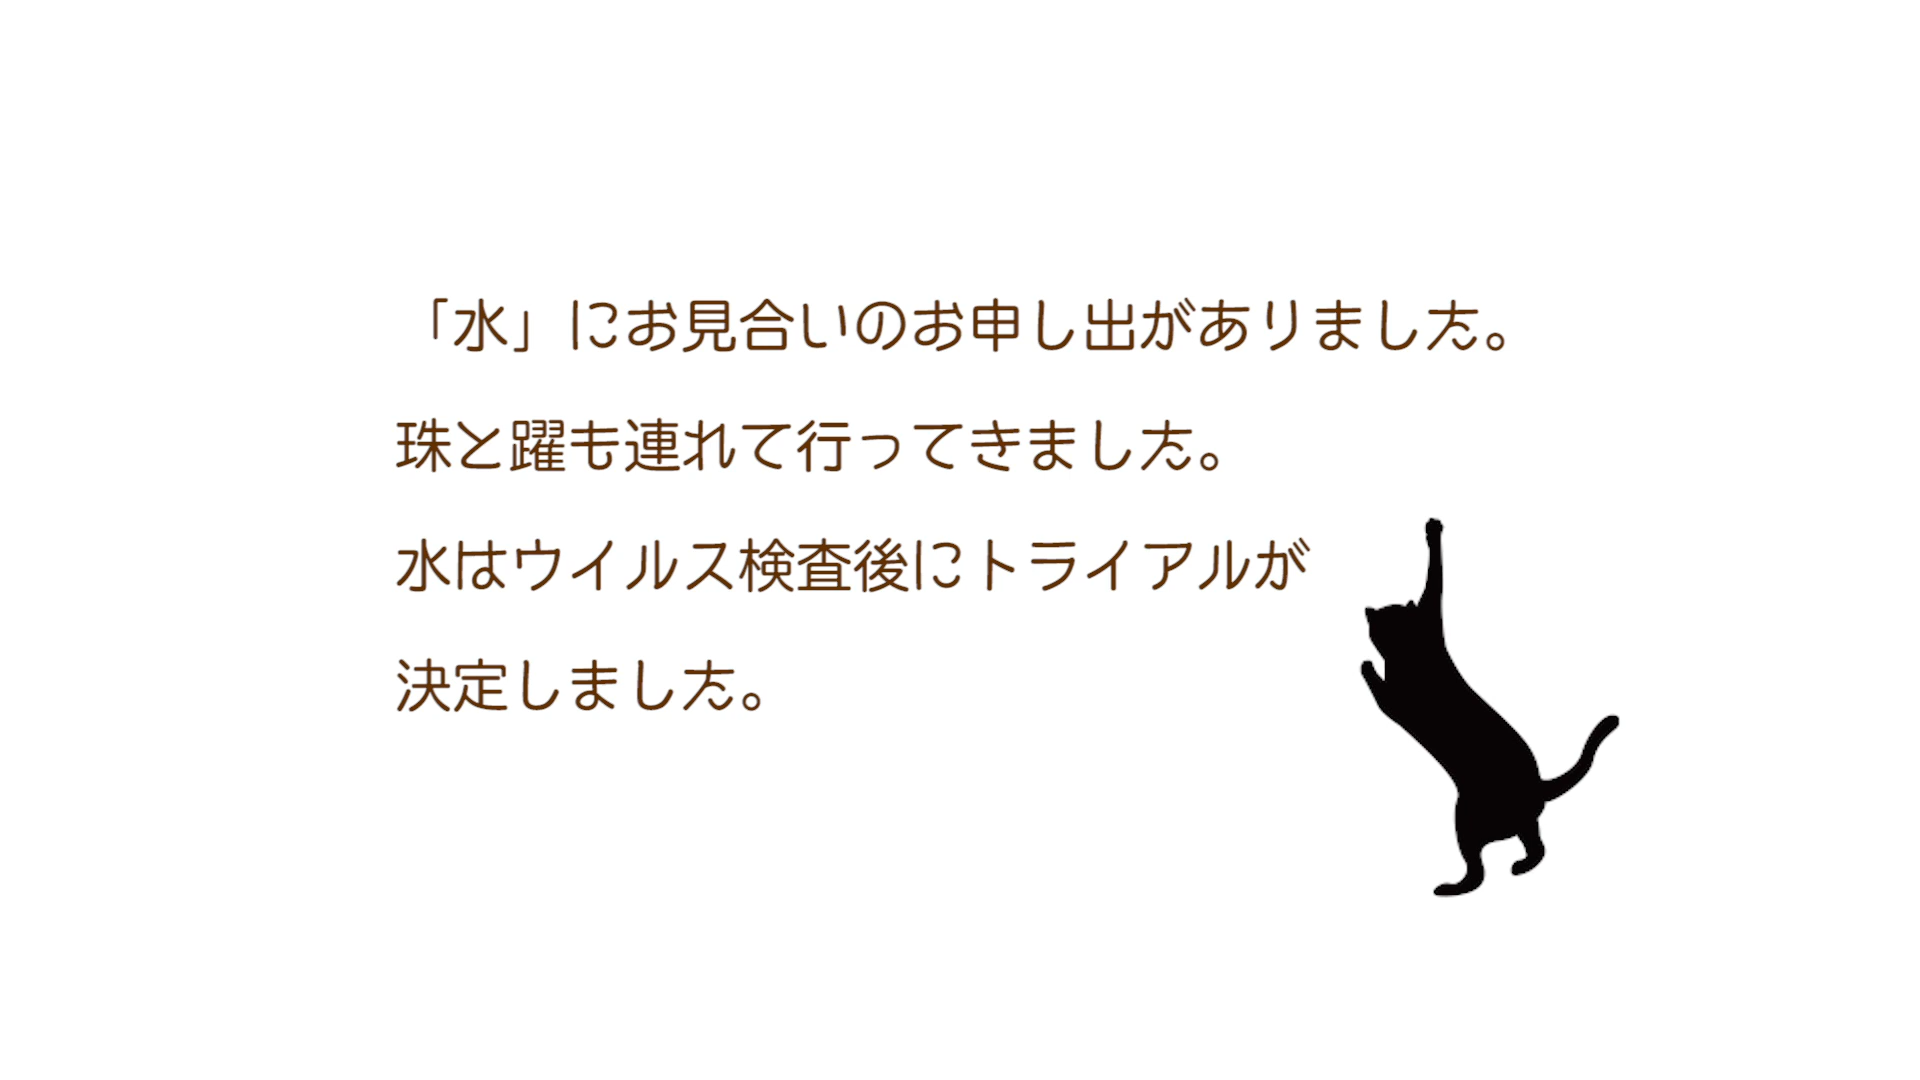 「水」にお見合いのお申し出がありました。
珠と躍も連れて行ってきました。
水はウイルス検査後にトライアルが
決定しました。